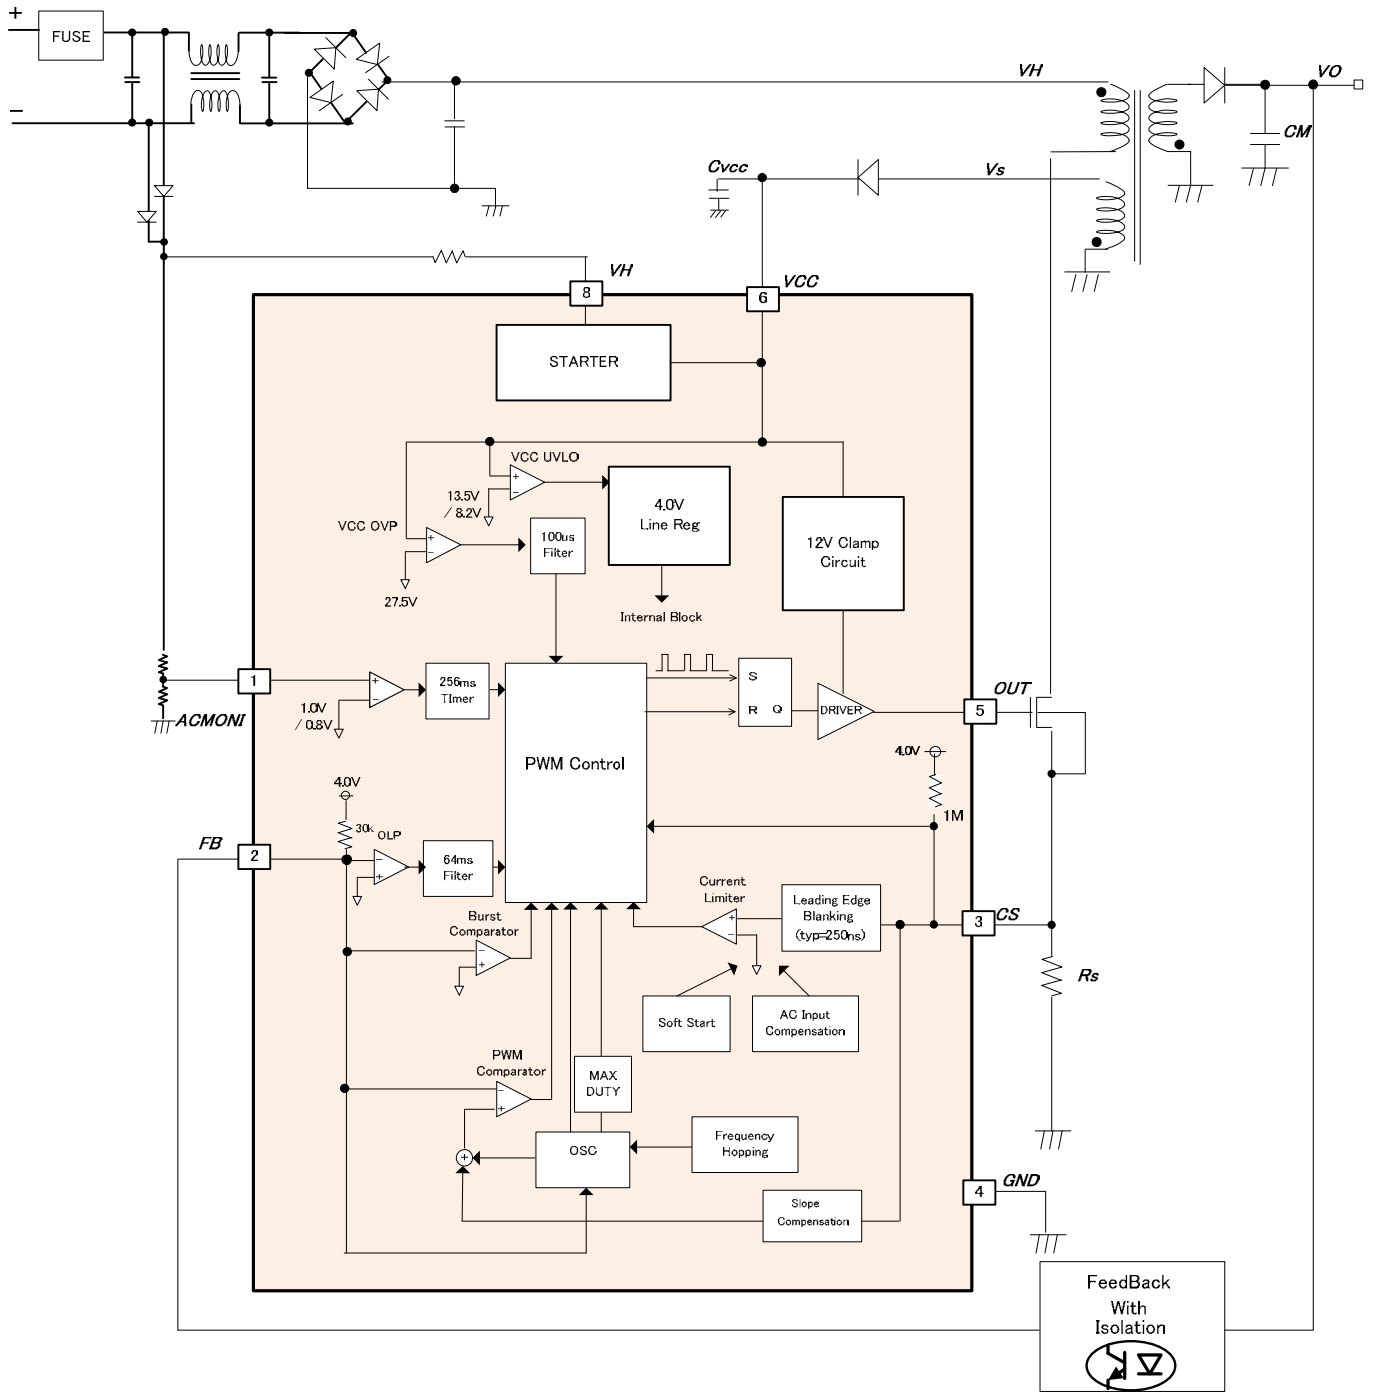 +
FUSE
−
VH
VO
CM
Cvcc
Vs
VH
8
VCC
6
STARTER
VCC UVLO
+
−
13.5V
/ 8.2V
4.0V
Line Reg
VCC OVP
+
−
27.5V
100us
Filter
12V Clamp
Circuit
Internal Block
1
ACMONI
+
−
1.0V
/ 0.8V
256ms
TImer
PWM Control
S
R Q
DRIVER
OUT
5
4.0V
1M
4.0V
30k
OLP
FB
2
−
+
64ms
Filter
Current
Limiter
+
−
Leading Edge
Blanking
(typ=250ns)
3
CS
Burst
Comparator
−
+
Rs
Soft Start
AC Input
Compensation
PWM
Comparator
−
+
MAX
DUTY
+
OSC
Frequency
Hopping
Slope
Compensation
4
GND
FeedBack
With
Isolation